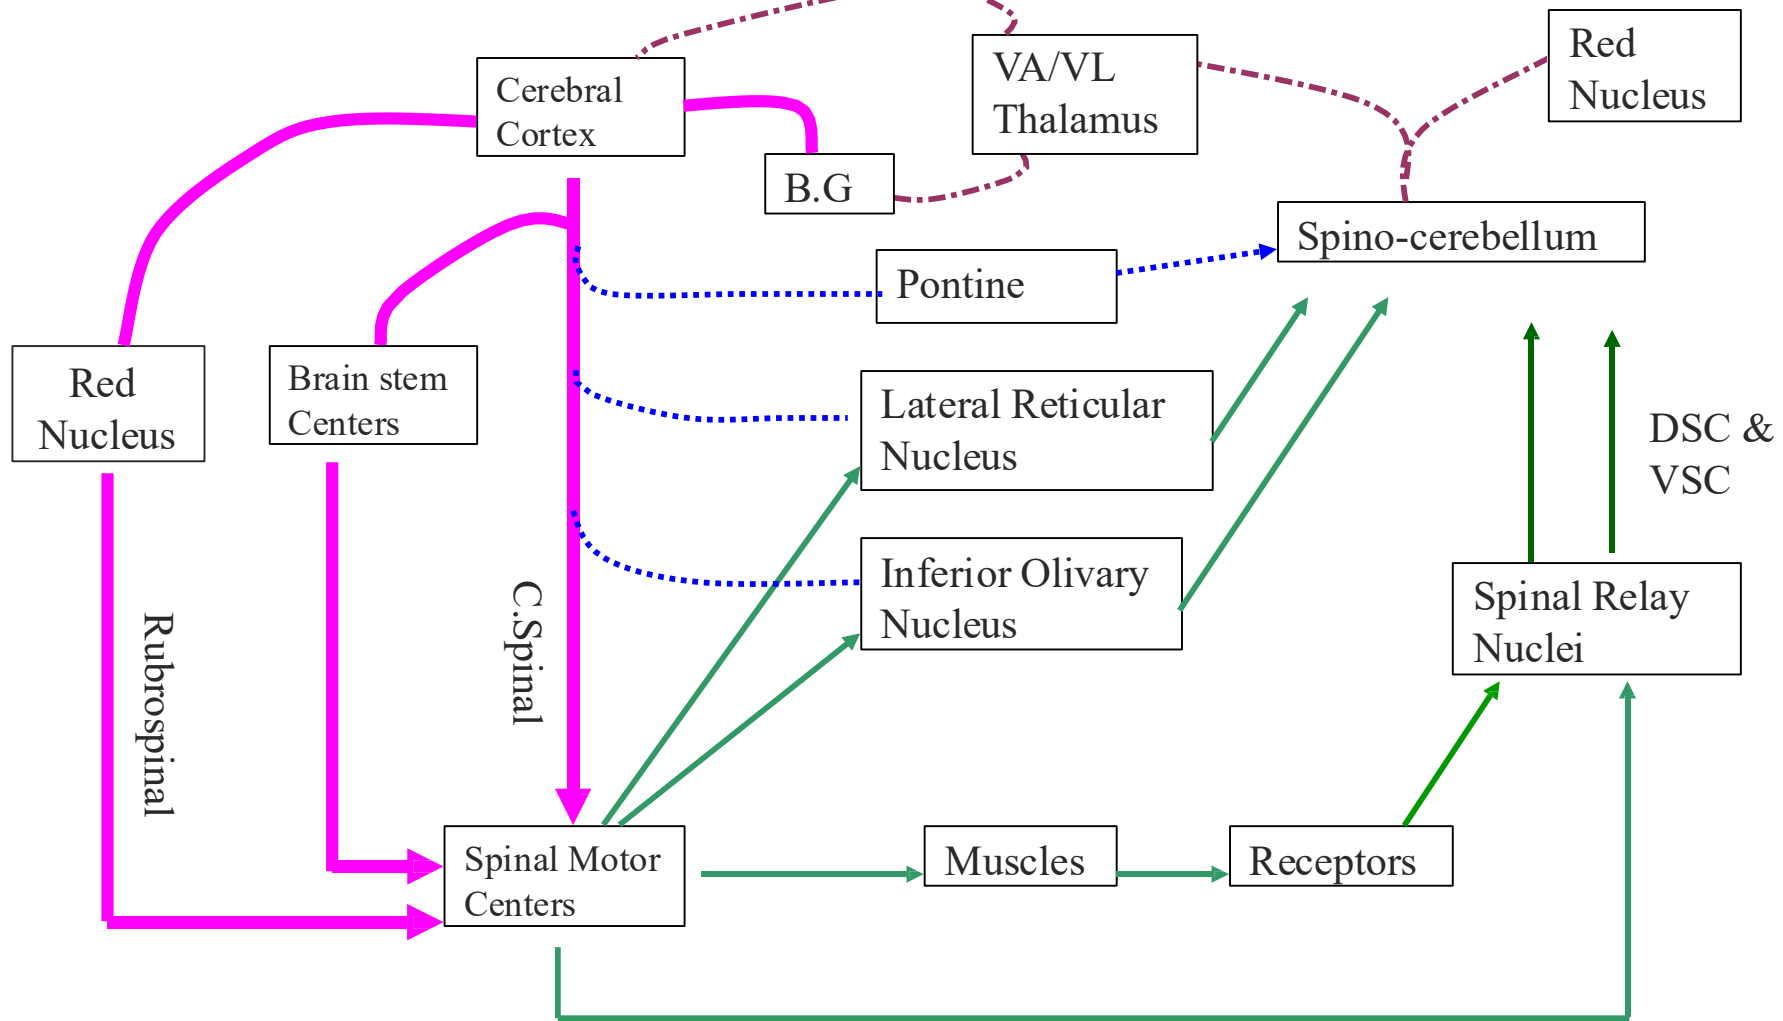 Cerebral
Cortex
B.G
VA/VL
Thalamus
Red
Nucleus
Spino-cerebellum
Pontine
Red
Nucleus
Brain stem
Centers
Lateral Reticular
Nucleus
DSC &
VSC
Inferior Olivary
Nucleus
Spinal Relay
Nuclei
Rubrospinal
C.Spinal
Spinal Motor
Centers
Muscles
Receptors